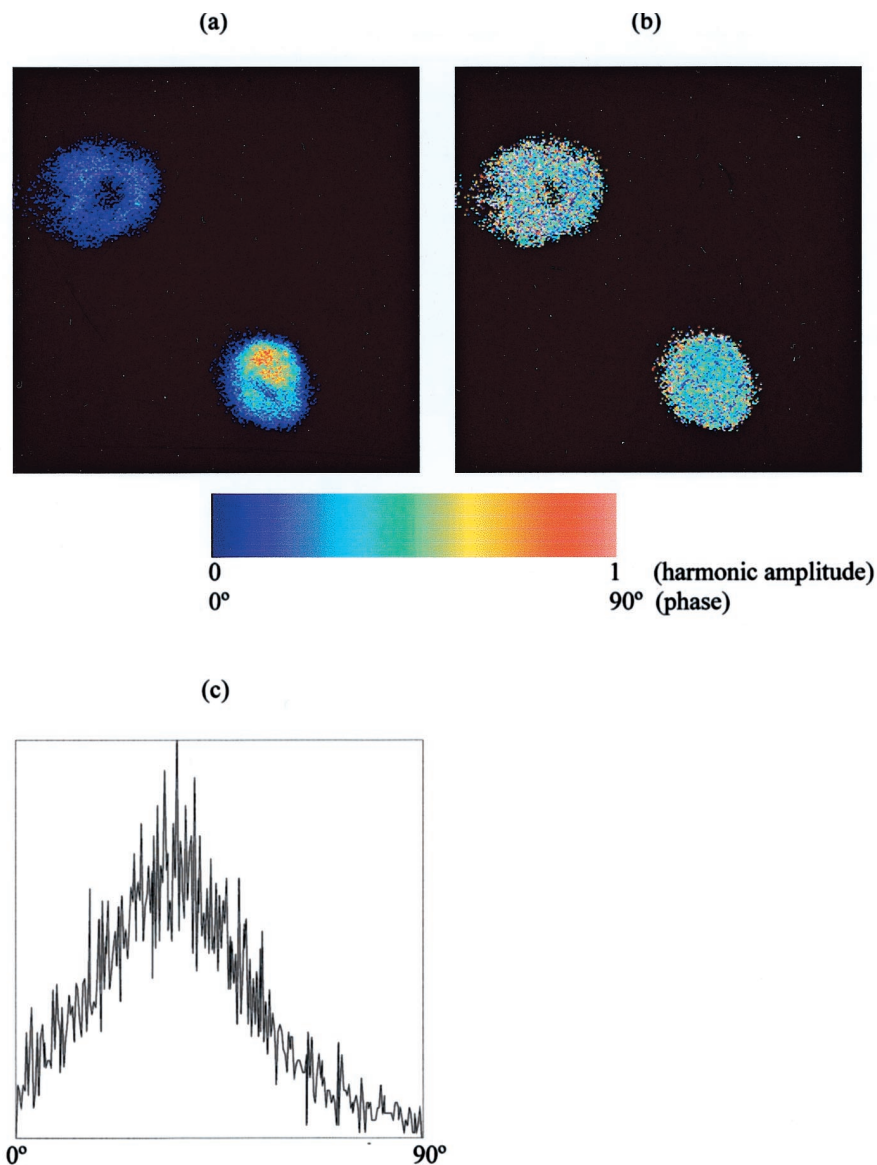 (a) (b)
0 1 (harmonic amplitude)
0º 90º (phase)
(c)
0º 90º